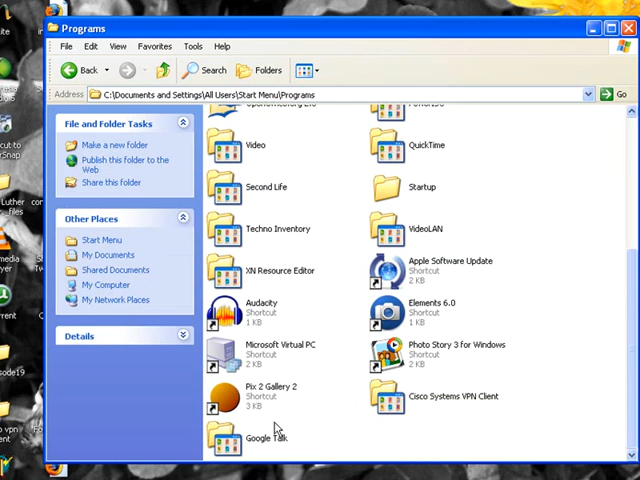 Programs
File Edit View Favorites Tools Help
Back Search Folders
Address C:\Documents and Settings\All Users\Start Menu\Programs Go
File and Folder Tasks
Make a new folder
Publish this folder to the
Web
Share this folder
Other Places
Start Menu
My Documents
Shared Documents
My Computer
My Network Places
Details
Video
QuickTime
Second Life
Startup
Techno Inventory
VideoLAN
XN Resource Editor
Apple Software Update
Shortcut
2 KB
Audacity
Shortcut
1 KB
Elements 6.0
Shortcut
1 KB
Microsoft Virtual PC
Shortcut
2 KB
Photo Story 3 for Windows
Shortcut
2 KB
Pix 2 Gallery 2
Shortcut
3 KB
Cisco Systems VPN Client
Google Talk
Luther
_files